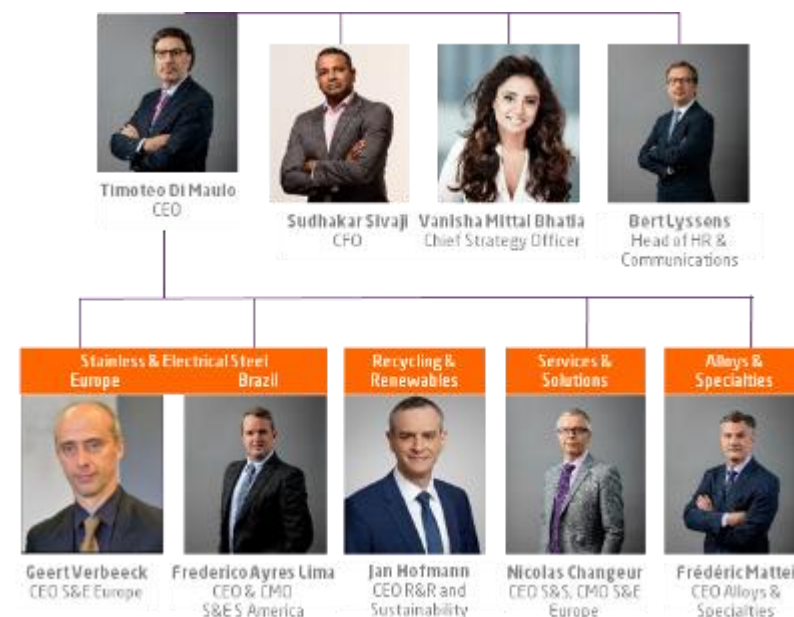 Timoteo Di Maulo
CEO
Sudhakar Sivaji
CFO
Vanisha Mittal Bhatia
Chief Strategy Officer
Bert Lyssens
Head of HR &
Communications
Stainless & Electrical Steel
Europe
Brazil
Recycling &
Renewables
Services &
Solutions
Alloys &
Specialties
Geert Verbeeck
CEO S&E Europe
Frederico Ayres Lima
CEO & CMO
S&E S America
Jan Hofmann
CEO R&R and
Sustainability
Nicolas Changeur
CEO S&S, CMO S&E
Europe
Frédéric Mattei
CEO Alloys &
Specialties